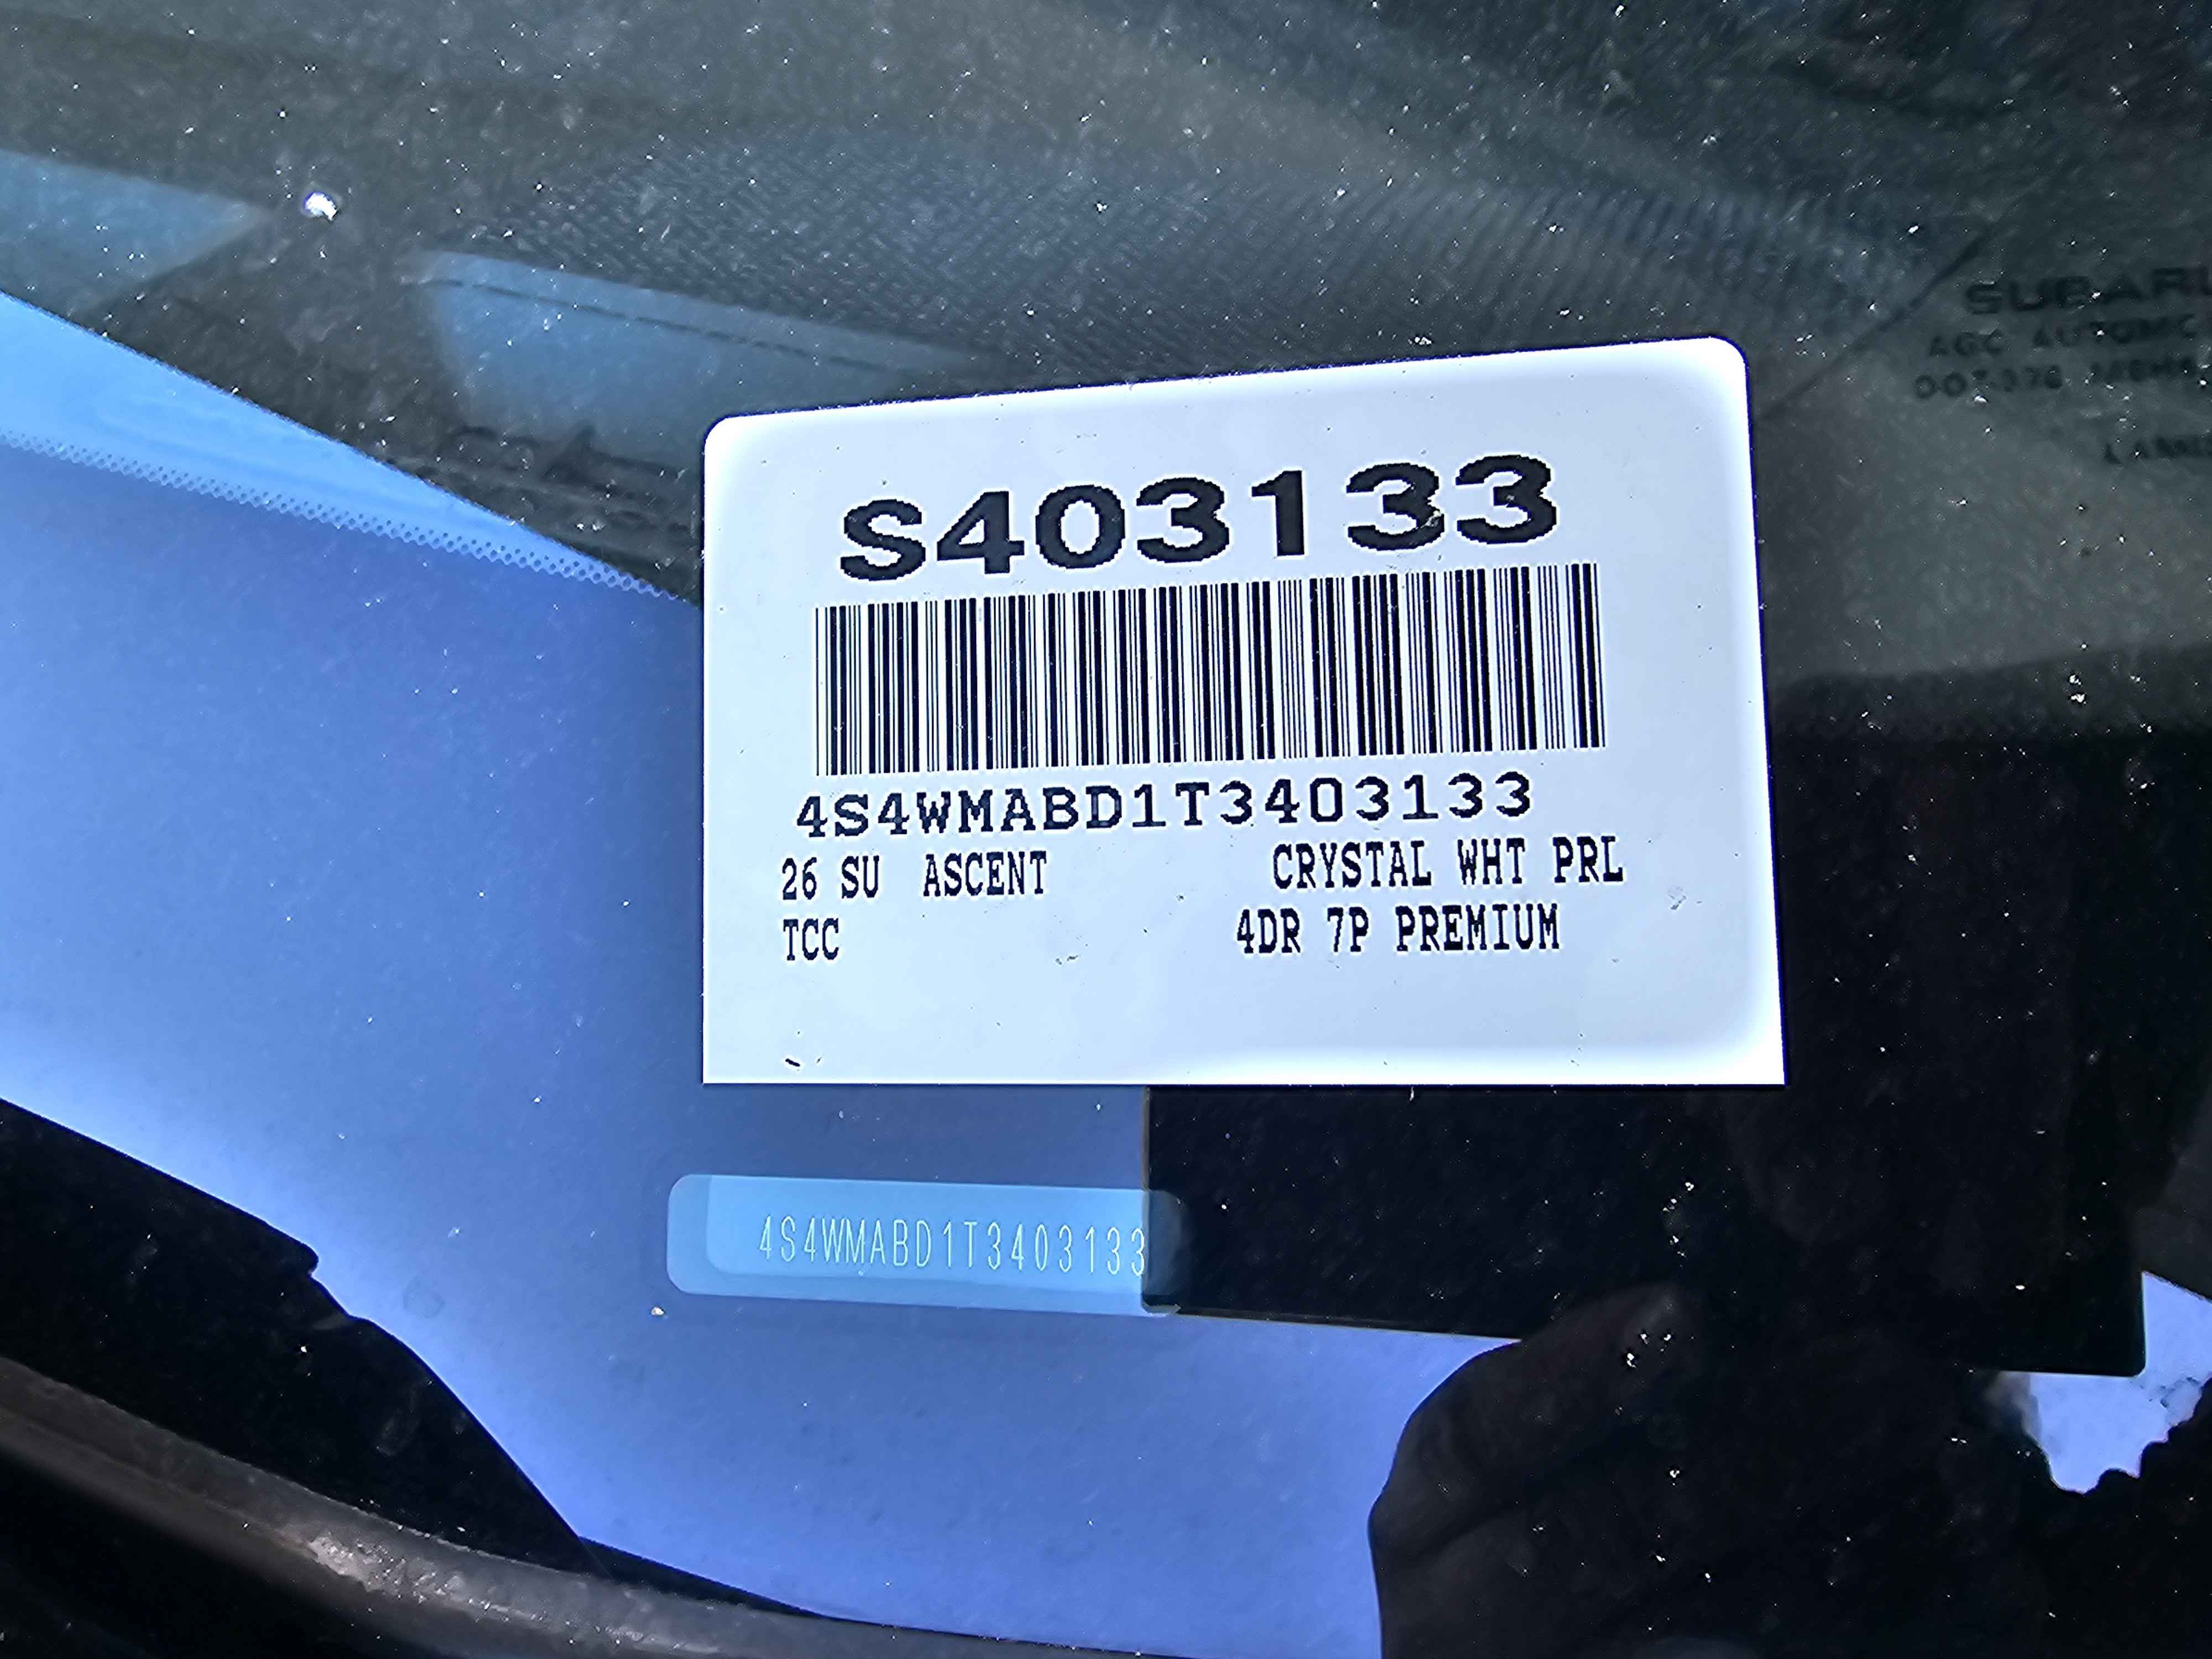 SUBARU
S403133
4S4WMABD1T3403133
26 SU ASCENT CRYSTAL WHT PRL
TCC 4DR 7P PREMIUM
4S4WMABD1T3403133